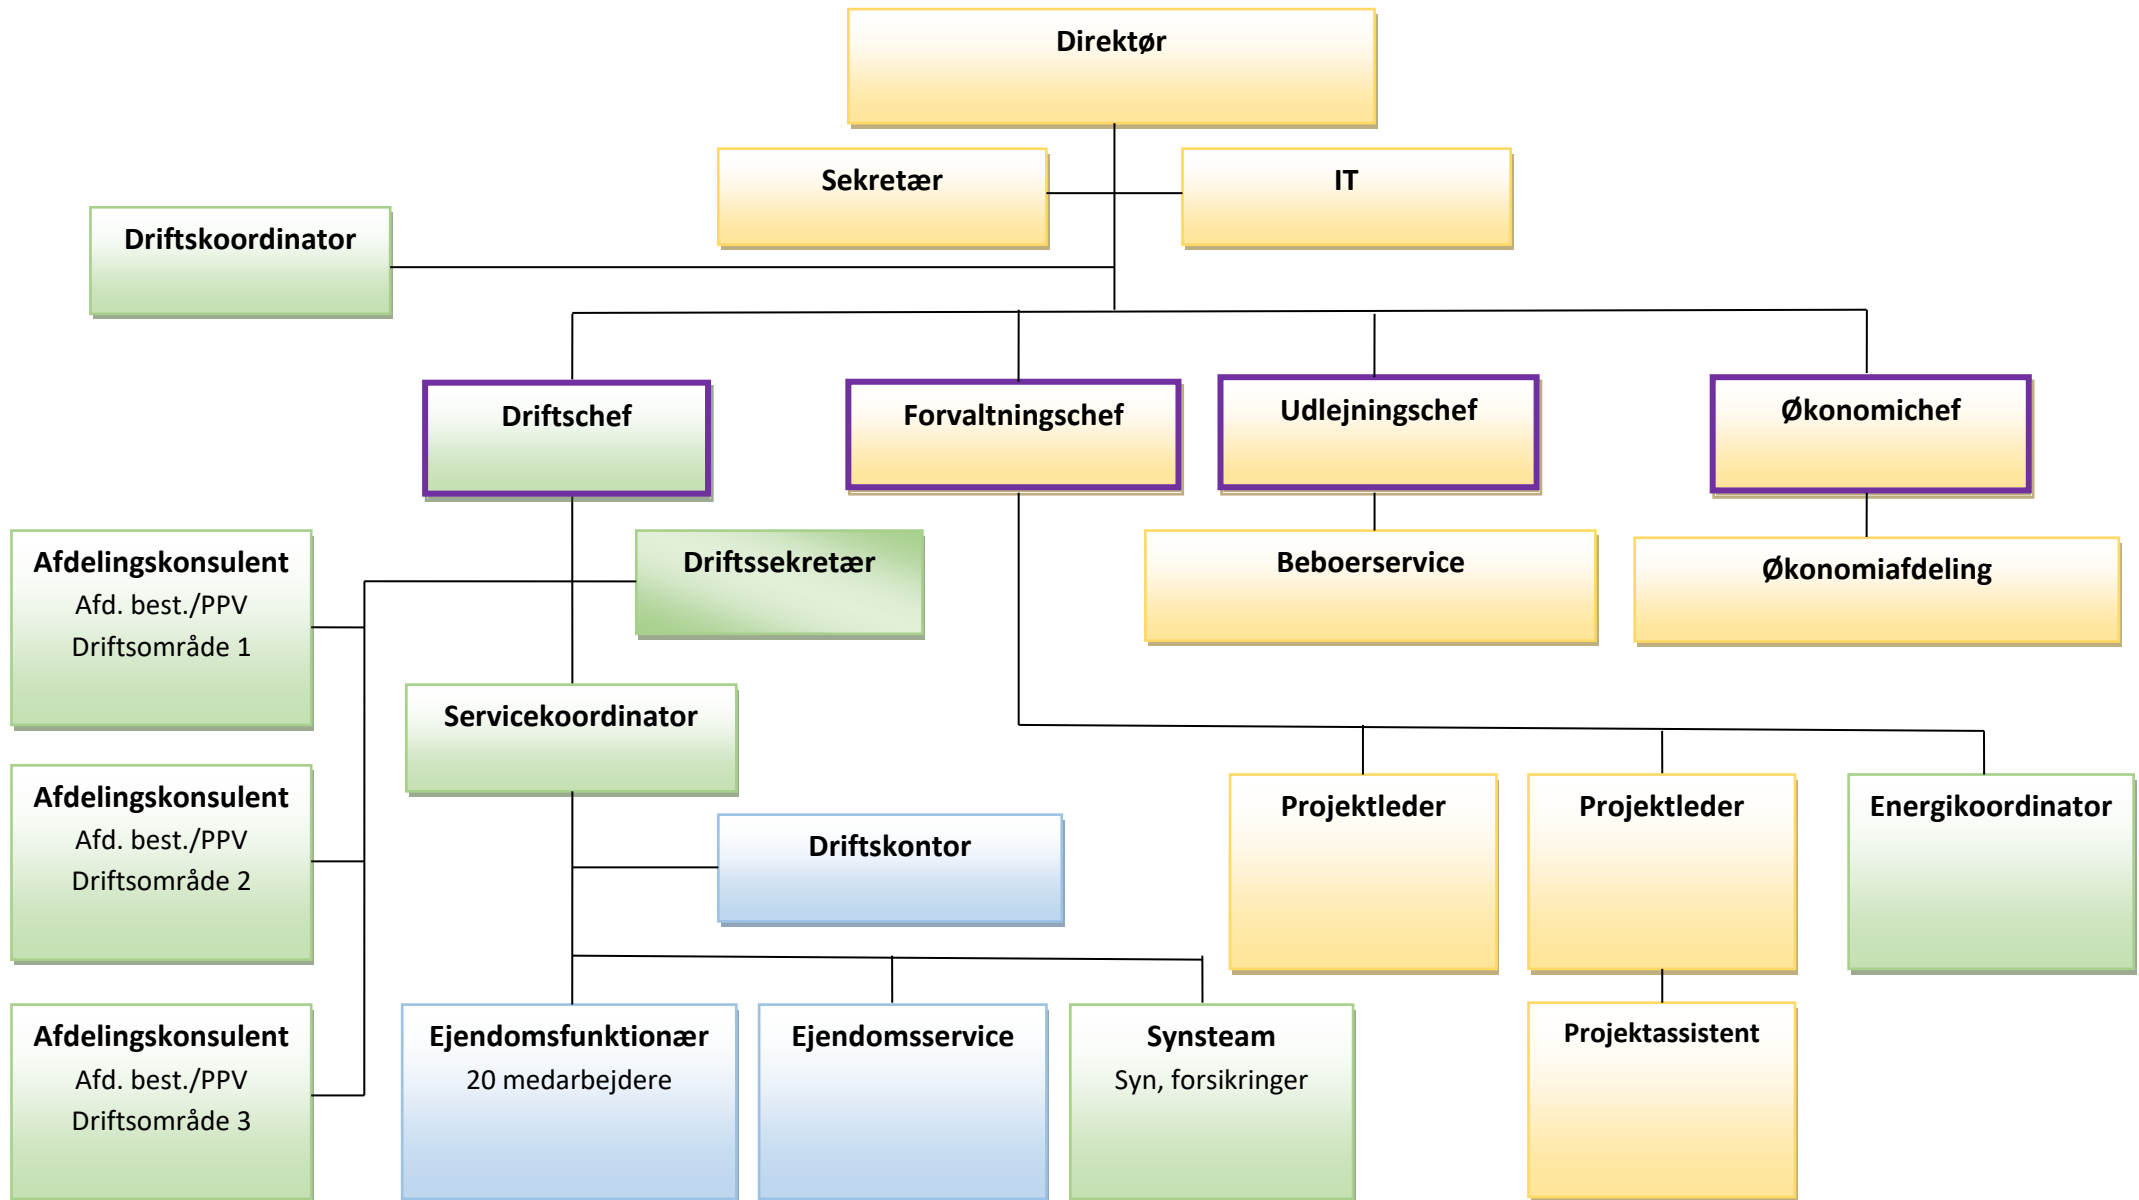 Direktør
Sekretær
IT
Driftskoordinator
Driftschef
Forvaltningschef
Udlejningschef
Økonomichef
Afdelingskonsulent
Afd. best./PPV
Driftsområde 1
Driftssekretær
Beboerservice
Økonomiafdeling
Servicekoordinator
Afdelingskonsulent
Afd. best./PPV
Driftsområde 2
Driftskontor
Projektleder
Projektleder
Energikoordinator
Afdelingskonsulent
Afd. best./PPV
Driftsområde 3
Ejendomsfunktionær
20 medarbejdere
Ejendomsservice
Synsteam
Syn, forsikringer
Projektassistent